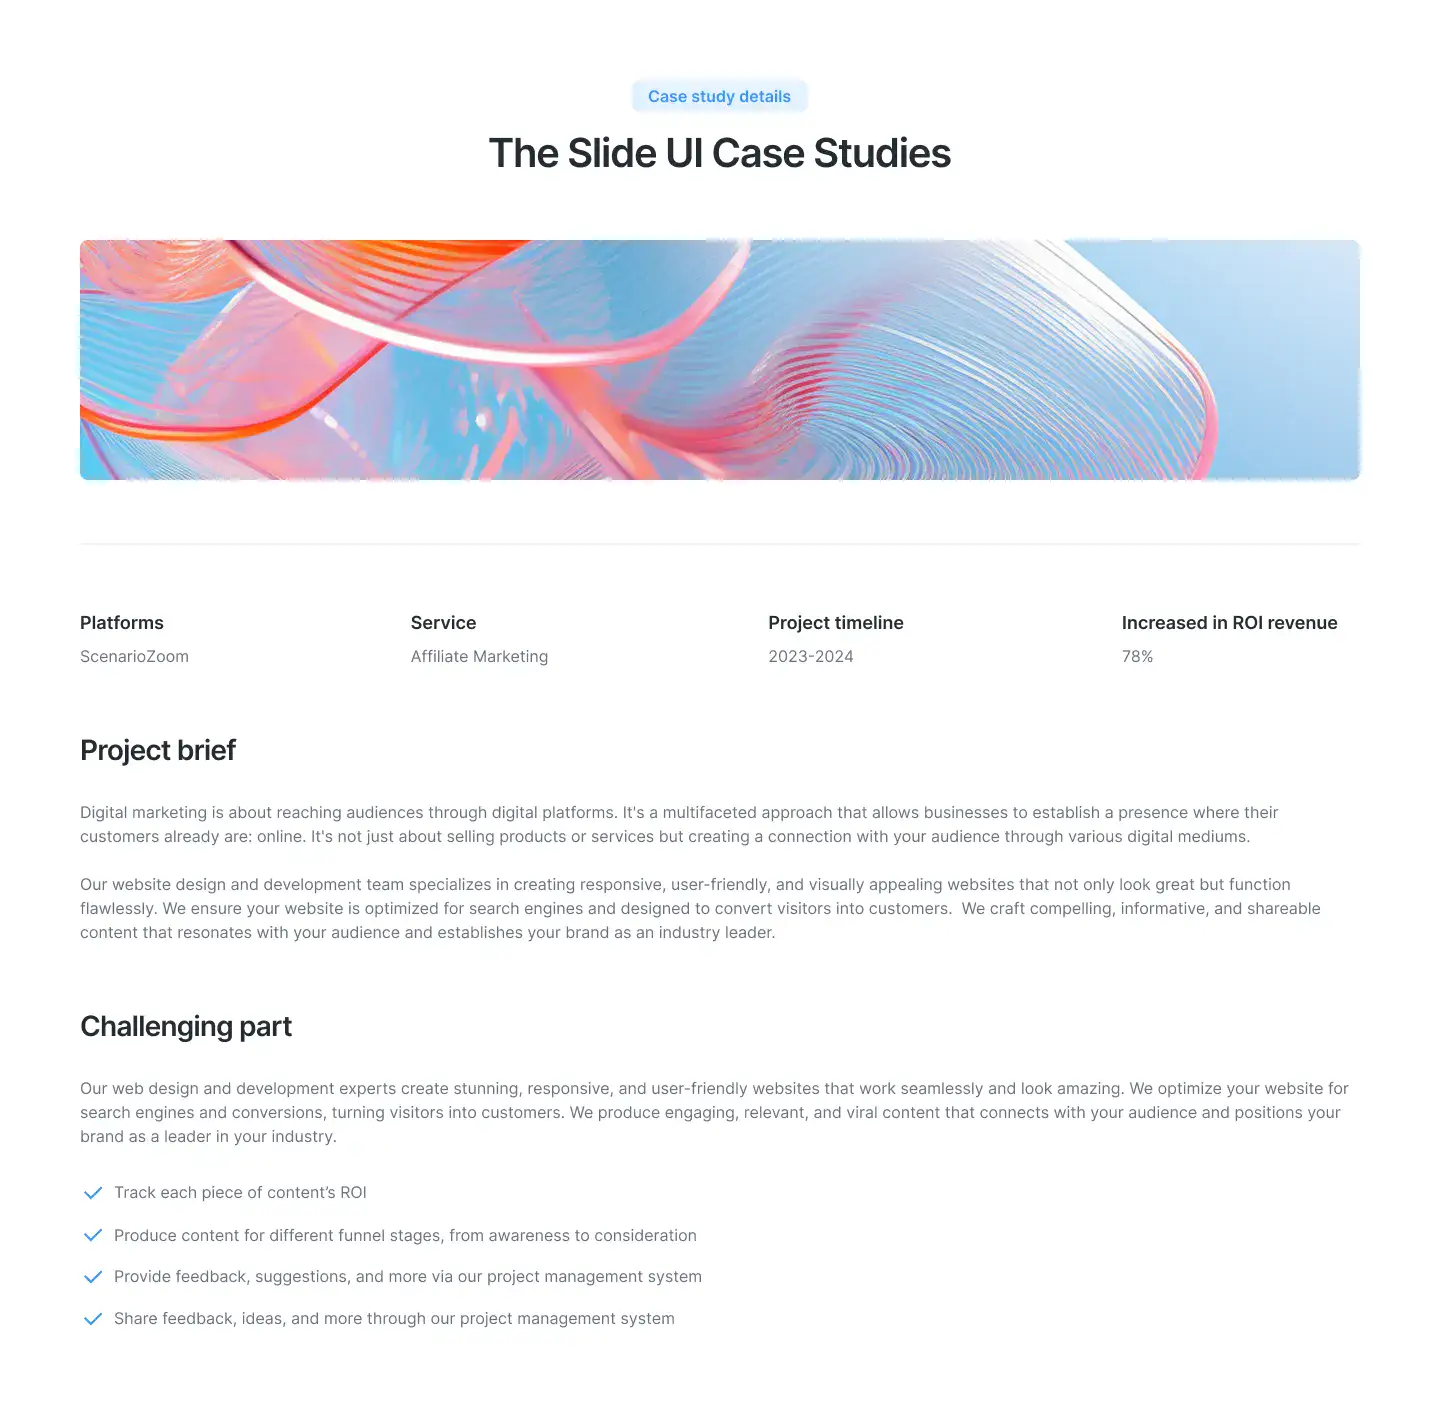 Case study details
The Slide UI Case Studies
Platforms
ScenarioZoom
Service
Affiliate Marketing
Project timeline
2023-2024
Increased in ROI revenue
78%
Project brief
Digital marketing is about reaching audiences through digital platforms. It's a multifaceted approach that allows businesses to establish a presence where their
customers already are: online. It's not just about selling products or services but creating a connection with your audience through various digital mediums.
Our website design and development team specializes in creating responsive, user-friendly, and visually appealing websites that not only look great but function
flawlessly. We ensure your website is optimized for search engines and designed to convert visitors into customers.  We craft compelling, informative, and shareable
content that resonates with your audience and establishes your brand as an industry leader.
Challenging part
Our web design and development experts create stunning, responsive, and user-friendly websites that work seamlessly and look amazing. We optimize your website for
search engines and conversions, turning visitors into customers. We produce engaging, relevant, and viral content that connects with your audience and positions your
brand as a leader in your industry.
Track each piece of content’s ROI
Produce content for different funnel stages, from awareness to consideration
Provide feedback, suggestions, and more via our project management system
Share feedback, ideas, and more through our project management system